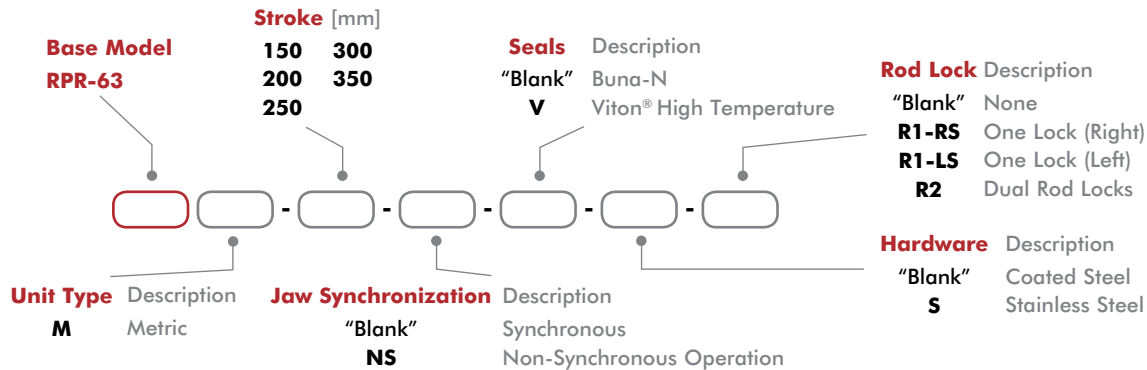 Stroke [mm]
150 300
200 350
250
Base Model
RPR-63
Seals Description
"Blank" Buna-N
V Viton® High Temperature
Rod Lock Description
“Blank” None
R1-RS One Lock (Right)
R1-LS One Lock (Left)
R2 Dual Rod Locks
- - - - -
Unit Type Description
M Metric
Jaw Synchronization Description
"Blank" Synchronous
NS Non-Synchronous Operation
Hardware Description
"Blank" Coated Steel
S Stainless Steel